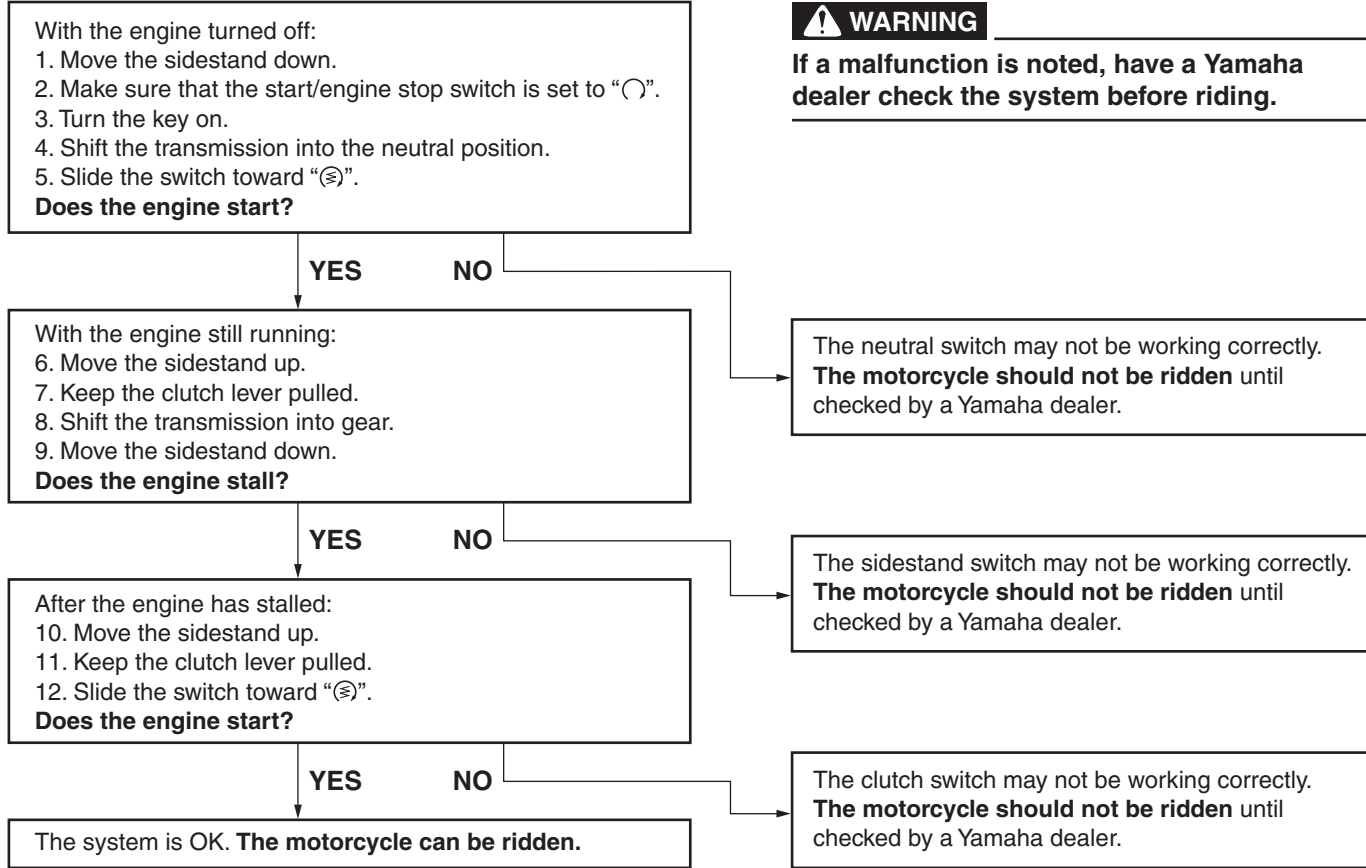 With the engine turned off:
1. Move the sidestand down.
2. Make sure that the start/engine stop switch is set to “○”.
3. Turn the key on.
4. Shift the transmission into the neutral position.
5. Slide the switch toward “”.
Does the engine start?
WARNING
If a malfunction is noted, have a Yamaha
dealer check the system before riding.
YES
NO
With the engine still running:
6. Move the sidestand up.
7. Keep the clutch lever pulled.
8. Shift the transmission into gear.
9. Move the sidestand down.
Does the engine stall?
The neutral switch may not be working correctly.
The motorcycle should not be ridden until
checked by a Yamaha dealer.
YES
NO
After the engine has stalled:
10. Move the sidestand up.
11. Keep the clutch lever pulled.
12. Slide the switch toward “”.
Does the engine start?
The sidestand switch may not be working correctly.
The motorcycle should not be ridden until
checked by a Yamaha dealer.
YES
NO
The system is OK. The motorcycle can be ridden.
The clutch switch may not be working correctly.
The motorcycle should not be ridden until
checked by a Yamaha dealer.